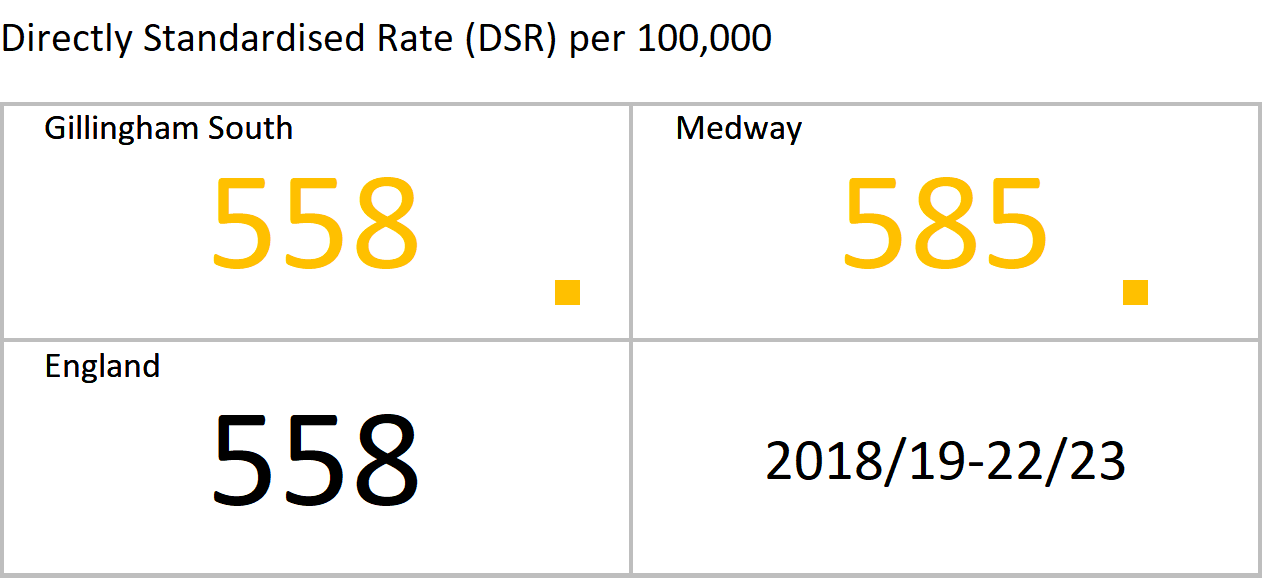 Directly Standardised Rate (DSR) per 100,000
Gillingham South
558
Medway
585
England
558
2018/19-22/23